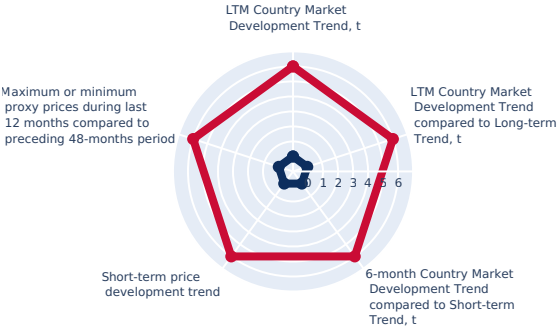 LTM Country Market
Development Trend, t
LTM Country Market
Development Trend
compared to Long-term
Trend, t
Maximum or minimum
proxy prices during last
12 months compared to
preceding 48-months period
0 1 2 3 4 5 6
Short-term price
development trend
6-month Country Market
Development Trend
compared to Short-term
Trend, t